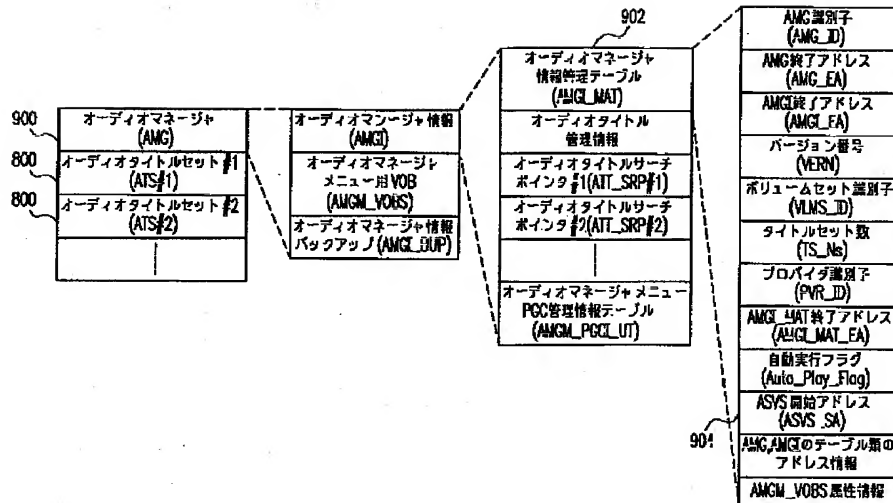 900
800
800
オーディオマネージャ
(AMG)
オーディオタイトルセット#1
(ATS#1)
オーディオタイトルセット#2
(ATS#2)
オーディオマンージャ情報
(AMGI)
オーディオマネージャ
メニュー用VOB
(AMGM_VOBS)
オーディオマネージャ情報
バックアップ(AMGI_DUP)
902
オーディオマネージャ
情報管理テーブル
(AMGI_MAT)
オーディオタイトル
管理情報
オーディオタイトルサーチ
ポインタ#1(ATT_SRP#1)
オーディオタイトルサーチ
ポインタ#2(ATT_SRP#2)
オーディオマネージャメニュー
PGC管理情報テーブル
(AMGM_PGCI_UT)
904
AMG識別子
(AMG_ID)
AMG終了アドレス
(AMG_EA)
AMGI終了アドレス
(AMGI_EA)
バージョン番号
(VERN)
ボリュームセット識別子
(VLMS_ID)
タイトルセット数
(TS_Ns)
プロバイダ識別子
(PVR_ID)
AMGI_MAT終了アドレス
(AMGI_MAT_EA)
自動実行フラグ
(Auto_Play_Flag)
ASVS開始アドレス
(ASVS_SA)
AMG,AMGIのテーブル類の
アドレス情報
AMGM_VOBS属性情報